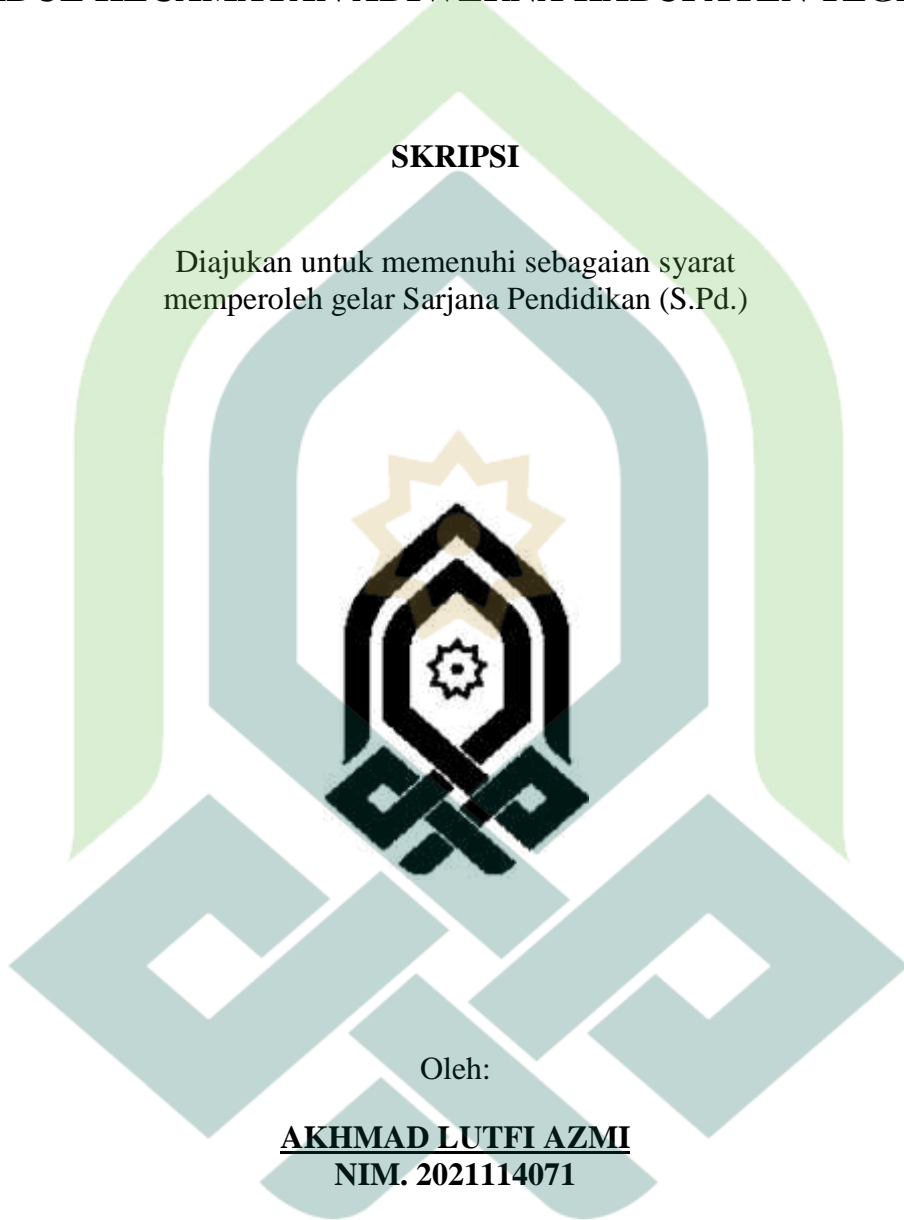 SKRIPSI
Diajukan untuk memenuhi sebagaian syarat
memperoleh gelar Sarjana Pendidikan (S.Pd.)
Oleh:
AKHMAD LUTFI AZMI
NIM. 2021114071